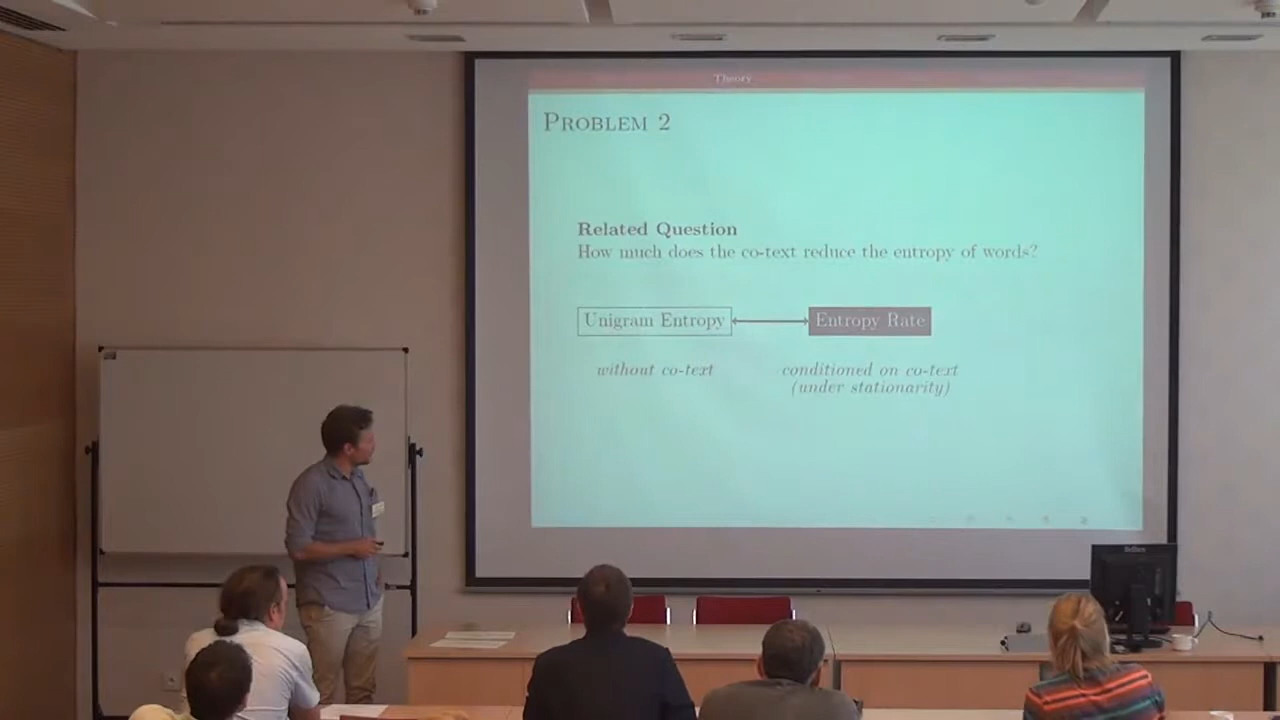 Theory
PROBLEM 2
Related Question
How much does the co-text reduce the entropy of words?
Unigram Entropy
Entropy Rate
without co-text
conditioned on co-text
(under stationarity)